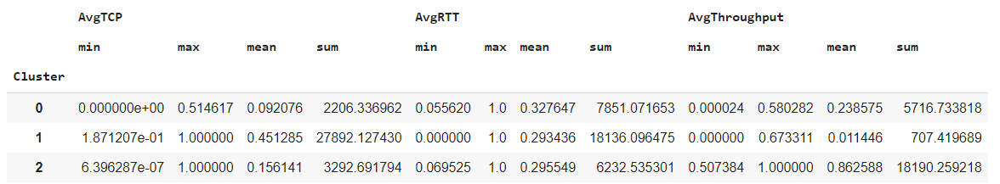 AvgTCP AvgRTT AvgThroughput
min max mean sum min max mean sum min max mean sum
Cluster
0 0.000000e+00 0.514617 0.092076 2206.336962 0.055620 1.0 0.327647 7851.071653 0.000024 0.580282 0.238575 5716.733818
1 1.871207e-01 1.000000 0.451285 27892.127430 0.000000 1.0 0.293436 18136.096475 0.000000 0.673311 0.011446 707.419689
2 6.396287e-07 1.000000 0.156141 3292.691794 0.069525 1.0 0.295549 6232.535301 0.507384 1.000000 0.862588 18190.259218